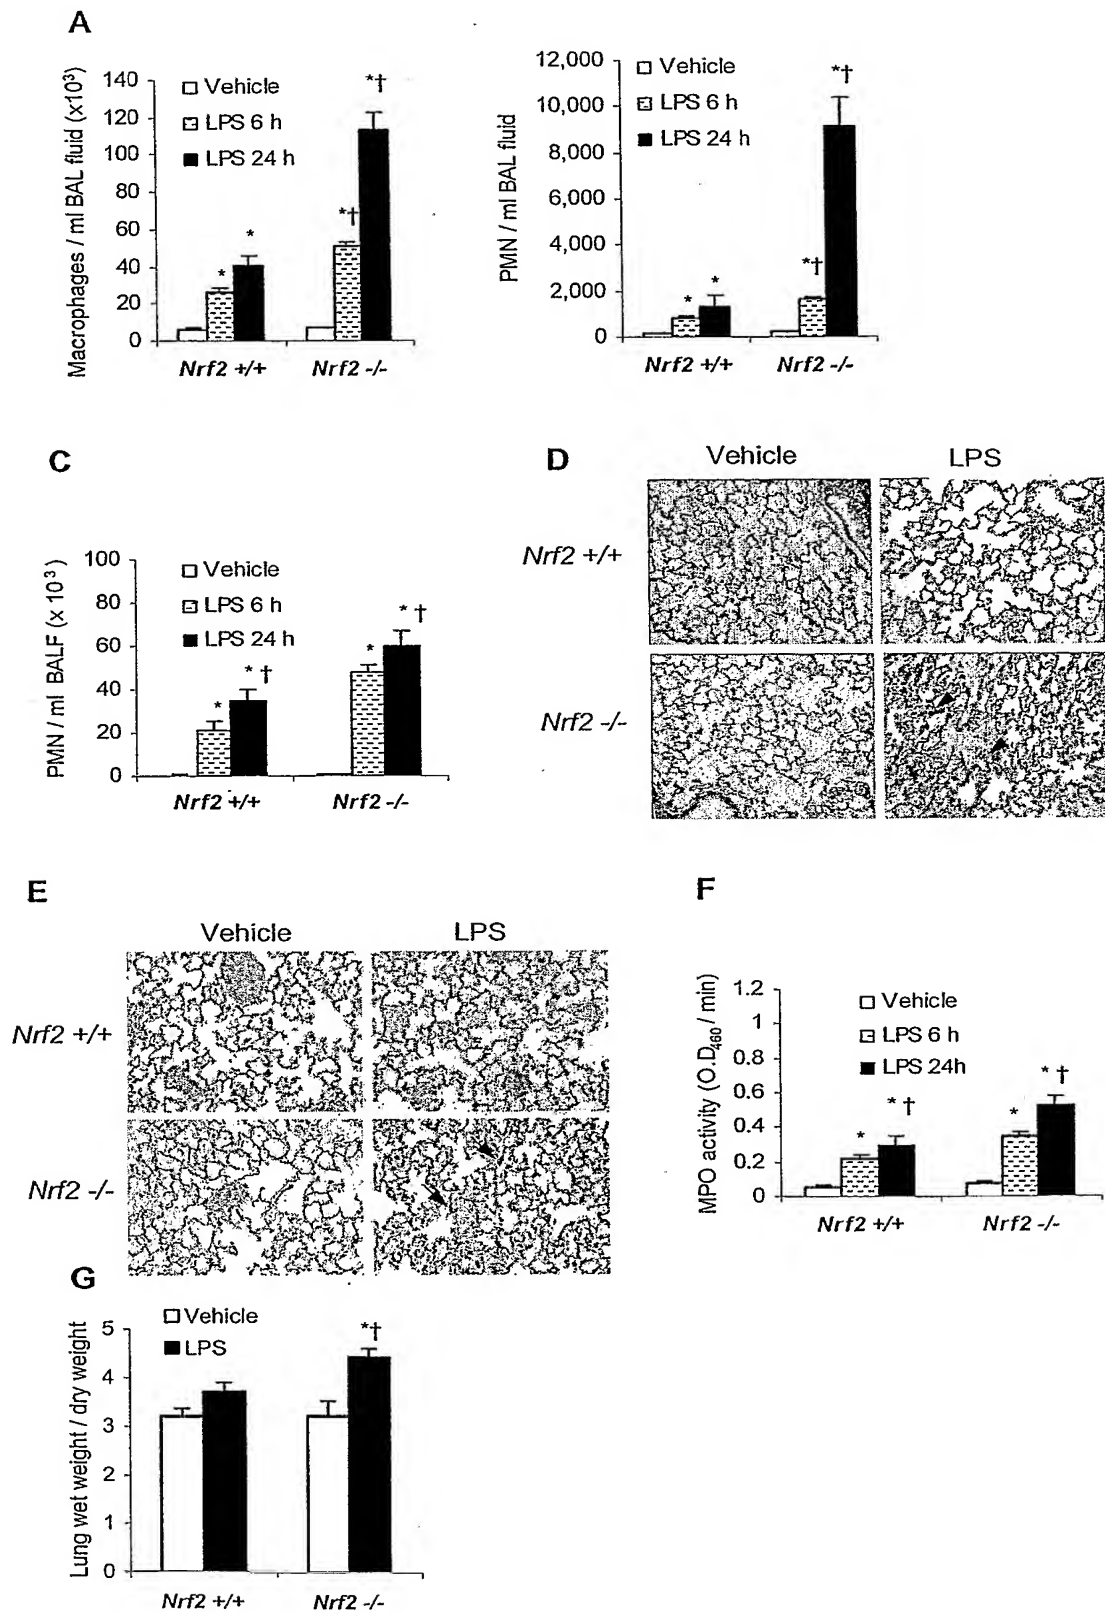 A
Macrophages / ml BAL fluid (x10³)
140
120
100
80
60
40
20
0
Vehicle
LPS 6 h
LPS 24 h
*
*
*†
*†
Nrf2 +/+
Nrf2 -/-
PMN / ml BAL fluid
12,000
10,000
8,000
6,000
4,000
2,000
0
Vehicle
LPS 6 h
LPS 24 h
*
*
*†
*†
Nrf2 +/+
Nrf2 -/-
C
PMN / ml BALF (x 10³)
100
80
60
40
20
0
Vehicle
LPS 6 h
LPS 24 h
*
* †
*
* †
Nrf2 +/+
Nrf2 -/-
D
Vehicle
LPS
Nrf2 +/+
Nrf2 -/-
E
Vehicle
LPS
Nrf2 +/+
Nrf2 -/-
F
MPO activity (O.D₄₆₀ / min)
1.2
1
0.8
0.6
0.4
0.2
0
Vehicle
LPS 6 h
LPS 24h
*
* †
*
* †
Nrf2 +/+
Nrf2 -/-
G
Lung wet weight / dry weight
5
4
3
2
1
0
Vehicle
LPS
*†
Nrf2 +/+
Nrf2 -/-